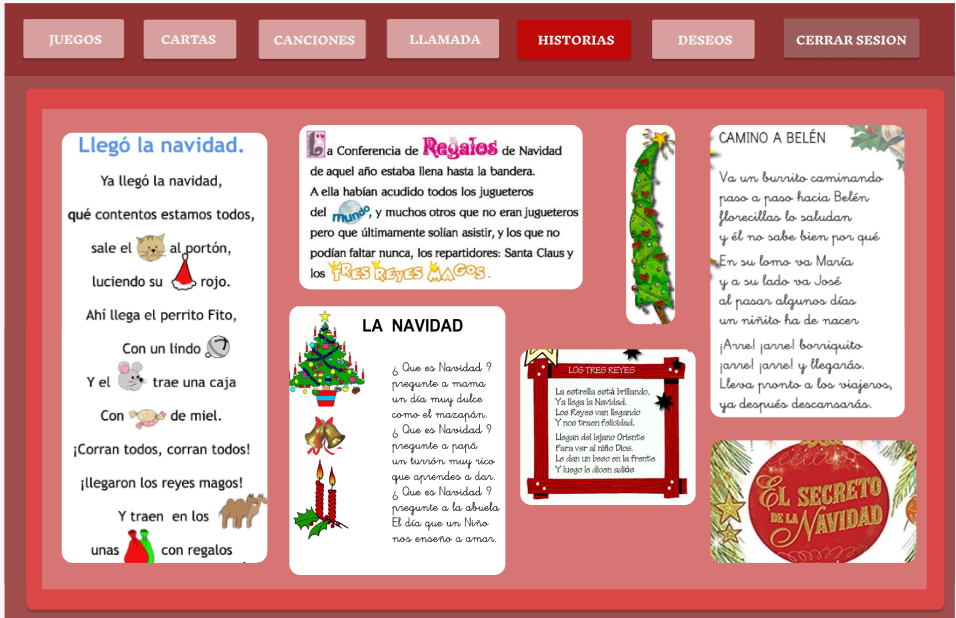 JUEGOS
CARTAS
CANCIONES
LLAMADA
HISTORIAS
DESEOS
CERRAR SESION
Llegó la navidad.
Ya llegó la navidad,
qué contentos estamos todos,
sale el al portón,
luciendo su rojo.
Ahí llega el perrito Fito,
Con un lindo
Y el trae una caja
Con de miel.
¡Corran todos, corran todos!
¡llegaron los reyes magos!
Y traen en los
unas con regalos
La Conferencia de Regalos de Navidad
de aquel año estaba llena hasta la bandera.
A ella habían acudido todos los jugueteros
del mundo, y muchos otros que no eran jugueteros
pero que últimamente solían asistir, y los que no
podían faltar nunca, los repartidores: Santa Claus y
los TRES REYES MAGOS.
LA NAVIDAD
¿ Que es Navidad ?
pregunte a mama
un día muy dulce
como el mazapán.
¿ Que es Navidad ?
pregunte a papá
un turrón muy rico
que aprendes a dar.
¿ Que es Navidad ?
pregunte a la abuela
El día que un Niño
nos enseño a amar.
LOS TRES REYES
La estrella está brillando,
Ya llega la Navidad.
Los Reyes van llegando
Y nos traen felicidad.
Llegan del lejano Oriente
Para ver al niño Dios.
Le dan un beso en la frente
Y luego le dicen adiós
CAMINO A BELÉN
Va un burrito caminando
paso a paso hacia Belén
florecillas lo saludan
y él no sabe bien por qué
En su lomo va María
y a su lado va José
al pasar algunos días
un niñito ha de nacer
¡Arre! ¡arre! borriquito
¡arre! ¡arre! y llegarás.
Lleva pronto a los viajeros,
ya después descansarás.
EL SECRETO
DE LA NAVIDAD